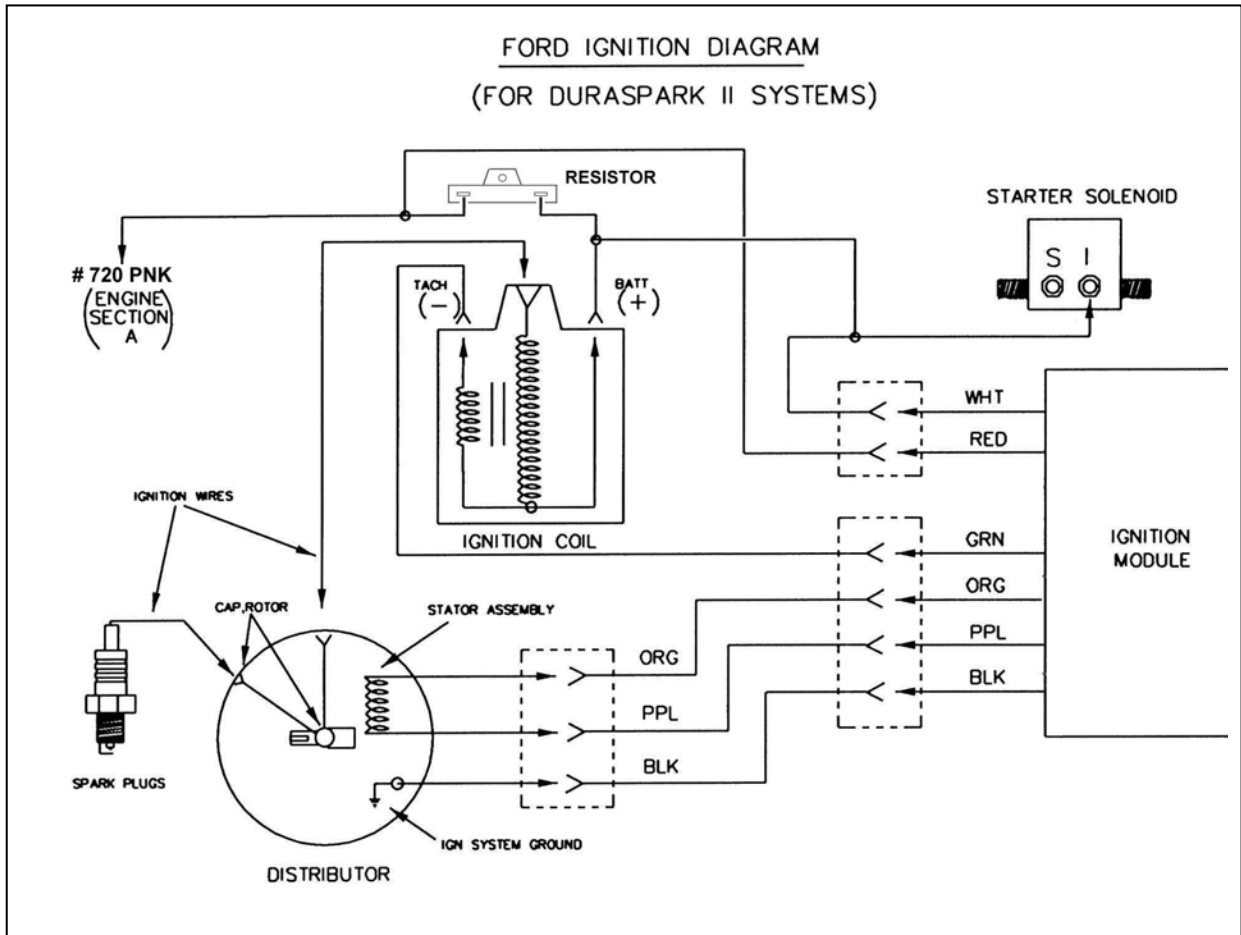 FORD IGNITION DIAGRAM
(FOR DURASPARK II SYSTEMS)
RESISTOR
STARTER SOLENOID
S I
# 720 PNK
(ENGINE
SECTION
A)
TACH
(-)
BATT
(+)
WHT
RED
IGNITION WIRES
IGNITION COIL
GRN
IGNITION
MODULE
ORG
CAP,ROTOR
STATOR ASSEMBLY
PPL
ORG
BLK
PPL
BLK
SPARK PLUGS
IGN SYSTEM GROUND
DISTRIBUTOR